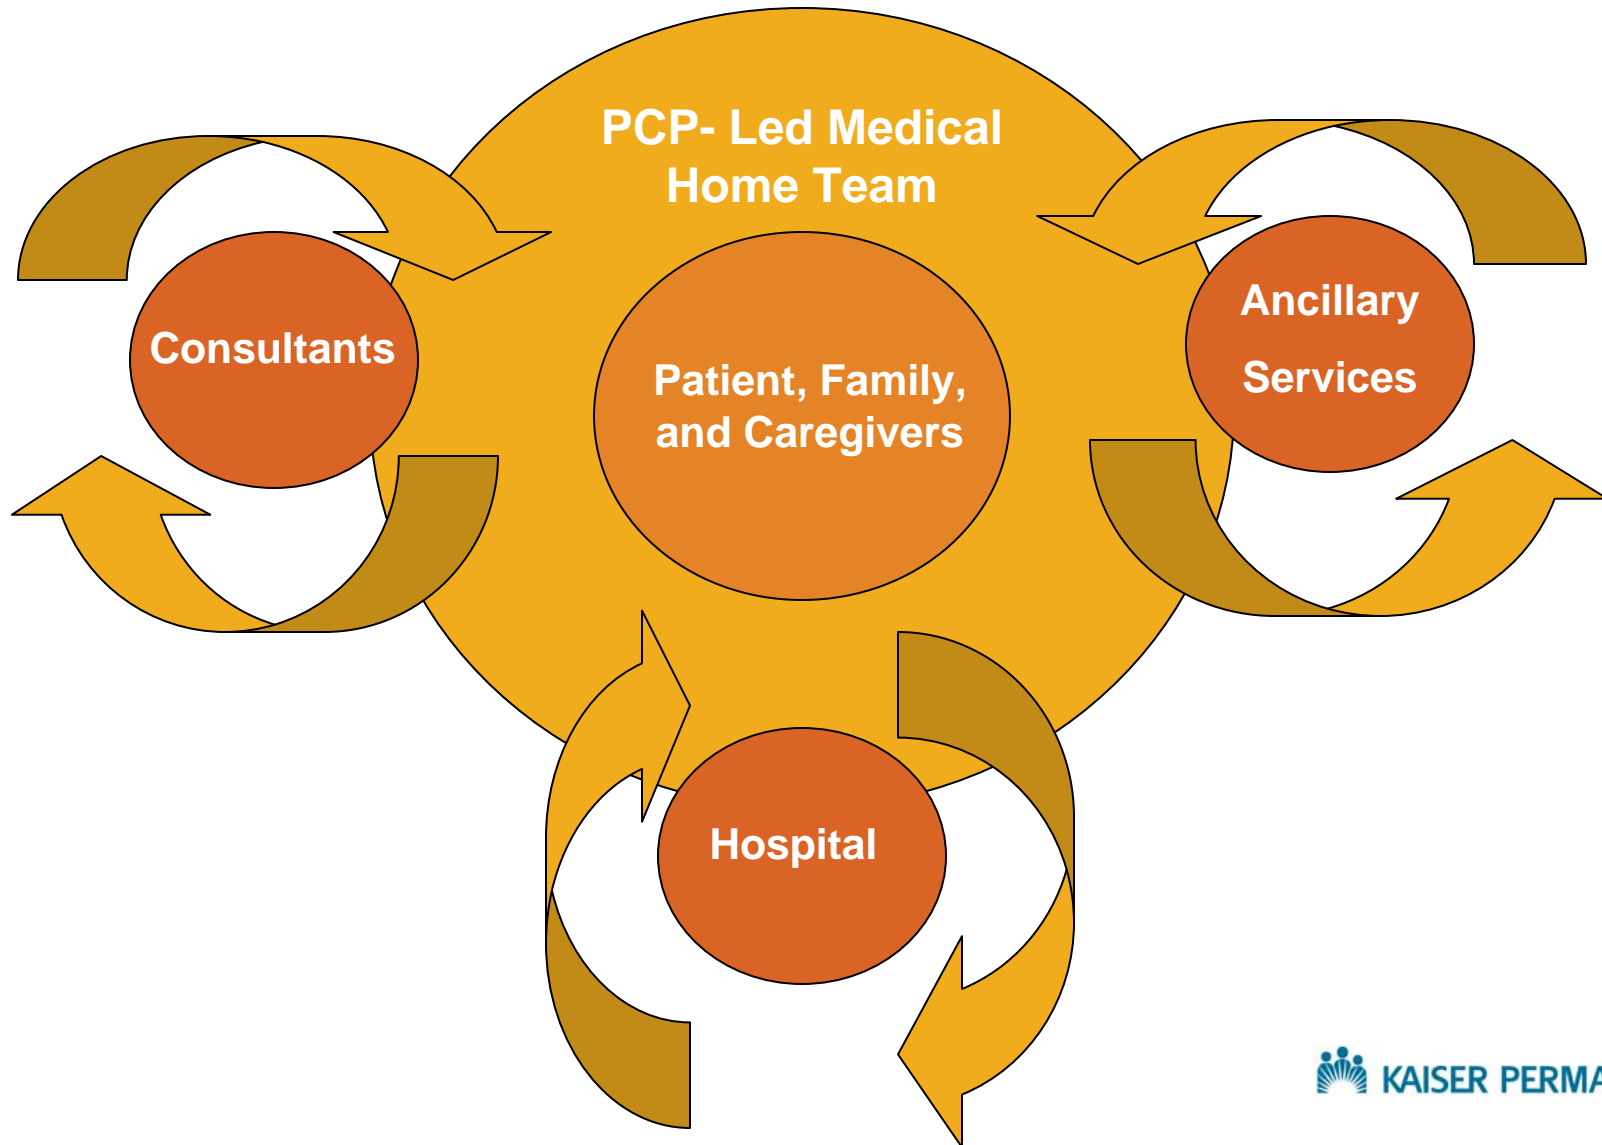 PCP- Led Medical
Home Team
Consultants
Patient, Family,
and Caregivers
Ancillary
Services
Hospital
KAISER PERMA